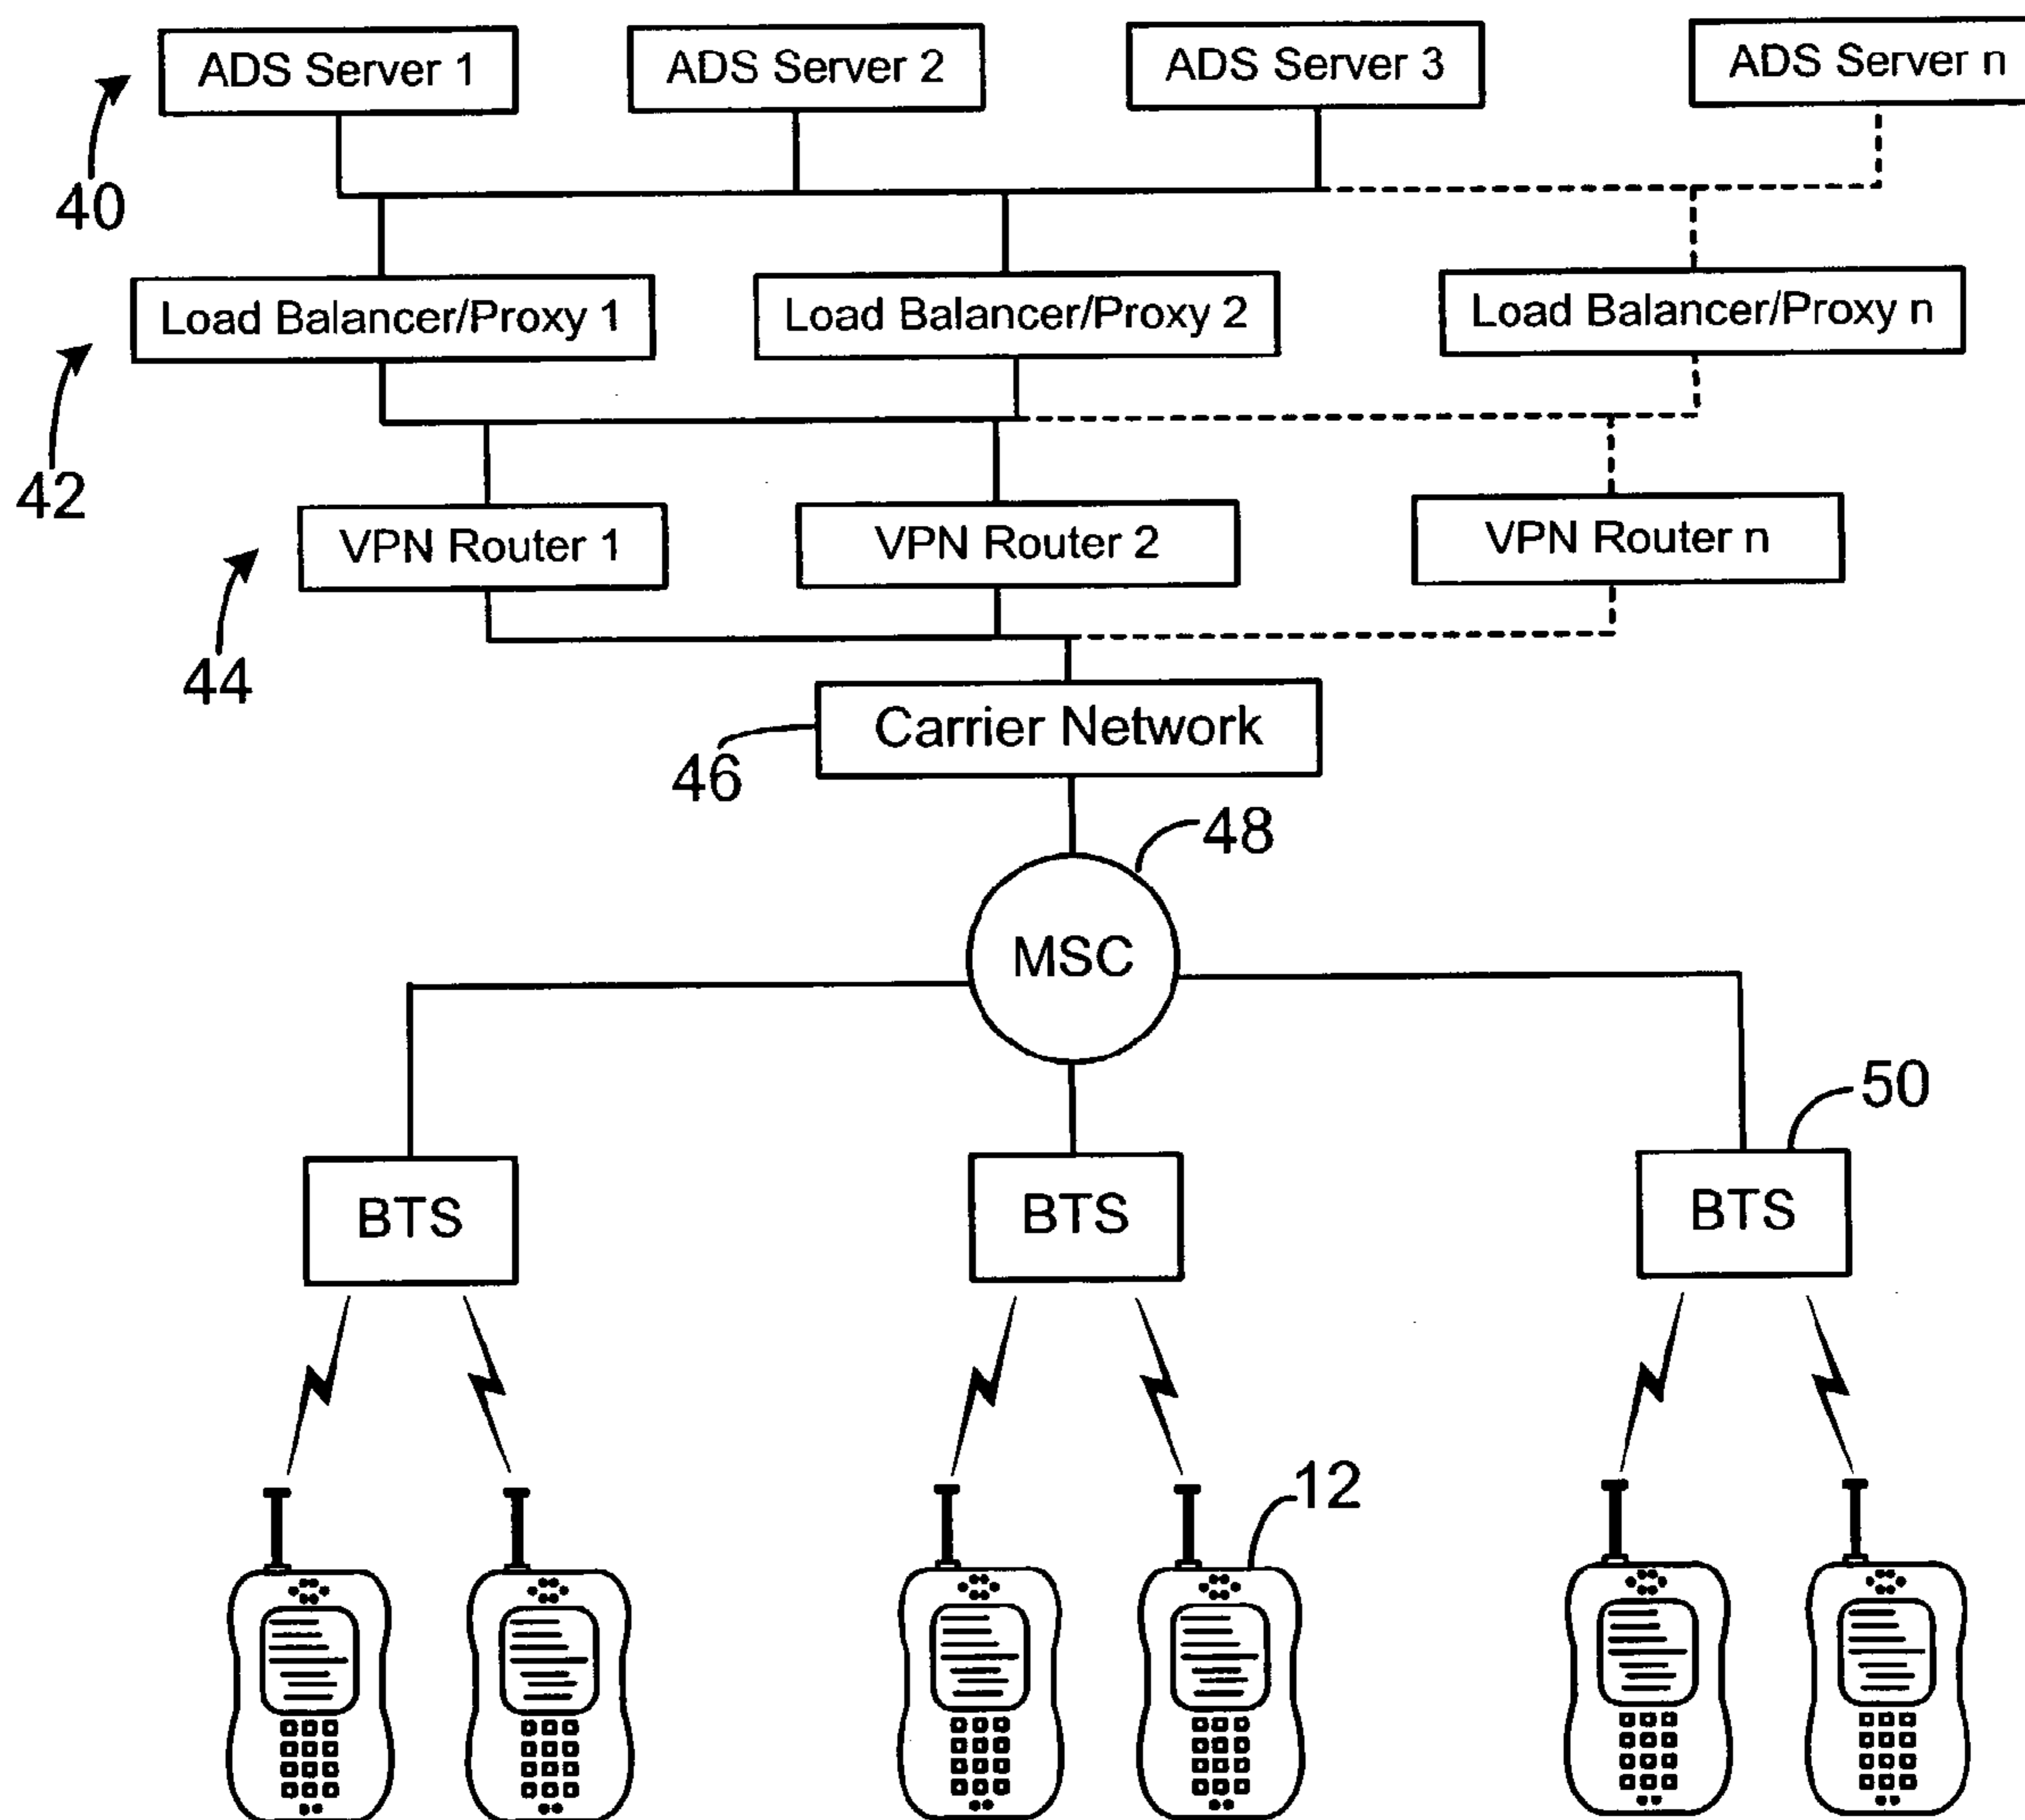 ADS Server 1
ADS Server 2
ADS Server 3
ADS Server n
40
Load Balancer/Proxy 1
Load Balancer/Proxy 2
Load Balancer/Proxy n
42
VPN Router 1
VPN Router 2
VPN Router n
44
Carrier Network
46
48
MSC
50
BTS
BTS
BTS
12